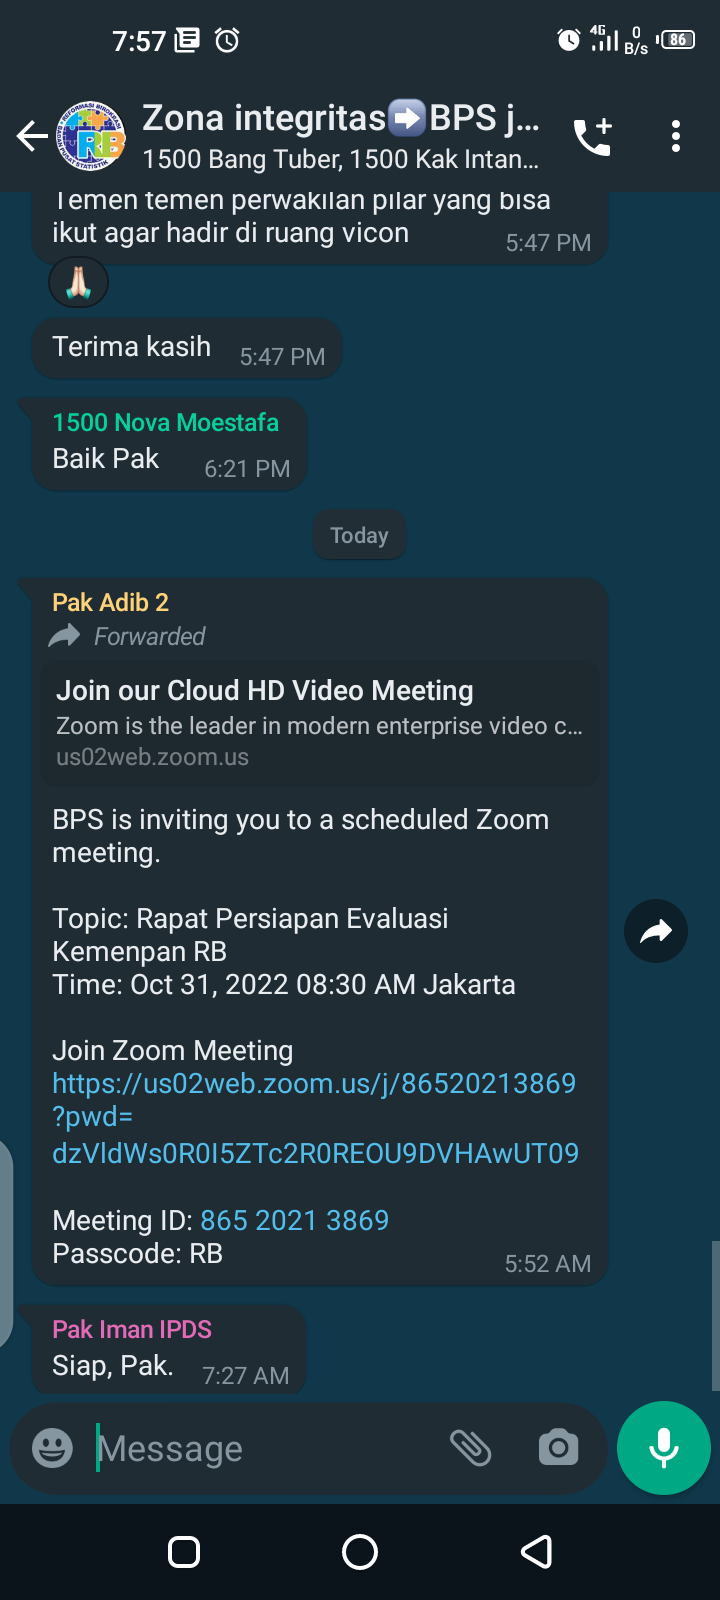 7:57
4G
0
B/s
86
Zona integritas➡️BPS j...
1500 Bang Tuber, 1500 Kak Intan...
REFORMASI BIROKRASI
RB
BADAN PUSAT STATISTIK
Temen temen perwakilan pilar yang bisa
ikut agar hadir di ruang vicon
5:47 PM
Terima kasih
5:47 PM
1500 Nova Moestafa
Baik Pak
6:21 PM
Today
Pak Adib 2
Forwarded
Join our Cloud HD Video Meeting
Zoom is the leader in modern enterprise video c...
us02web.zoom.us
BPS is inviting you to a scheduled Zoom
meeting.
Topic: Rapat Persiapan Evaluasi
Kemenpan RB
Time: Oct 31, 2022 08:30 AM Jakarta
Join Zoom Meeting
https://us02web.zoom.us/j/86520213869
?pwd=
dzVldWs0R0I5ZTc2R0REOU9DVHAwUT09
Meeting ID: 865 2021 3869
Passcode: RB
5:52 AM
Pak Iman IPDS
Siap, Pak.
7:27 AM
Message